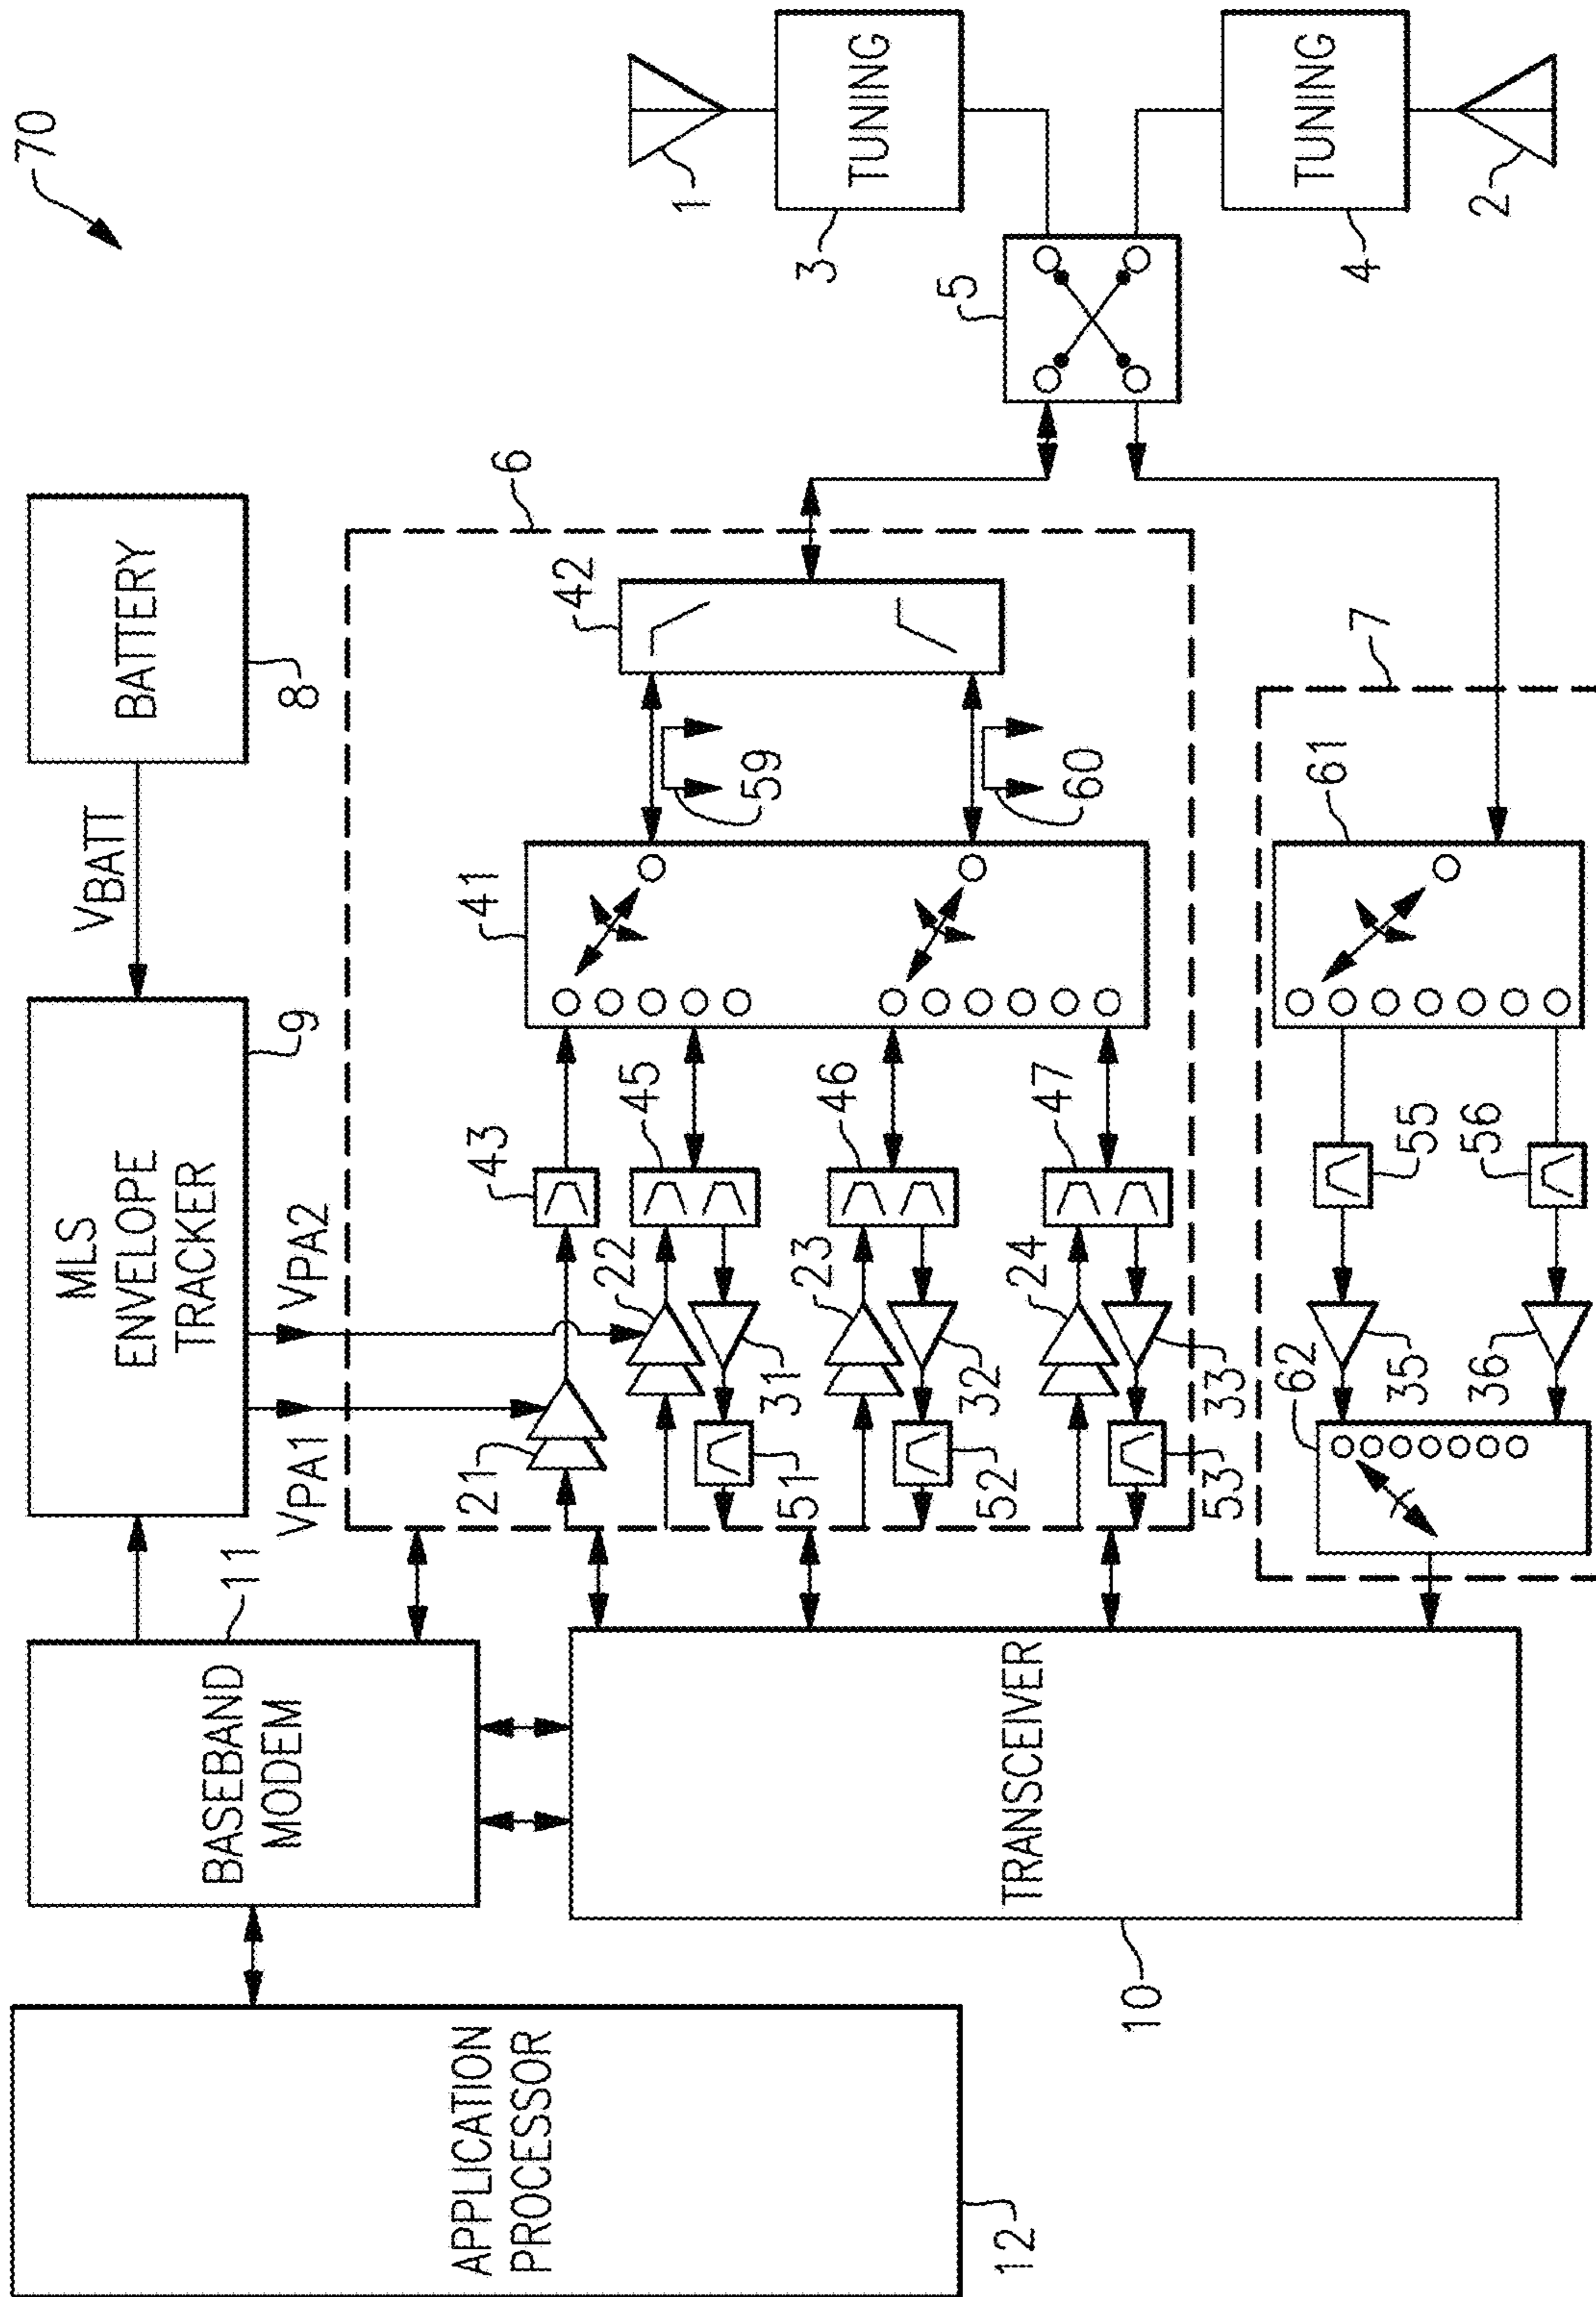 70
APPLICATION
PROCESSOR
12
BASEBAND
MODEM
11
MLS
ENVELOPE
TRACKER
9
VBATT
BATTERY
8
VPA1
VPA2
TRANSCEIVER
10
6
21
43
22
45
31
51
23
46
32
52
24
47
33
53
41
59
60
42
7
62
35
36
55
56
61
5
1
TUNING
3
TUNING
4
2